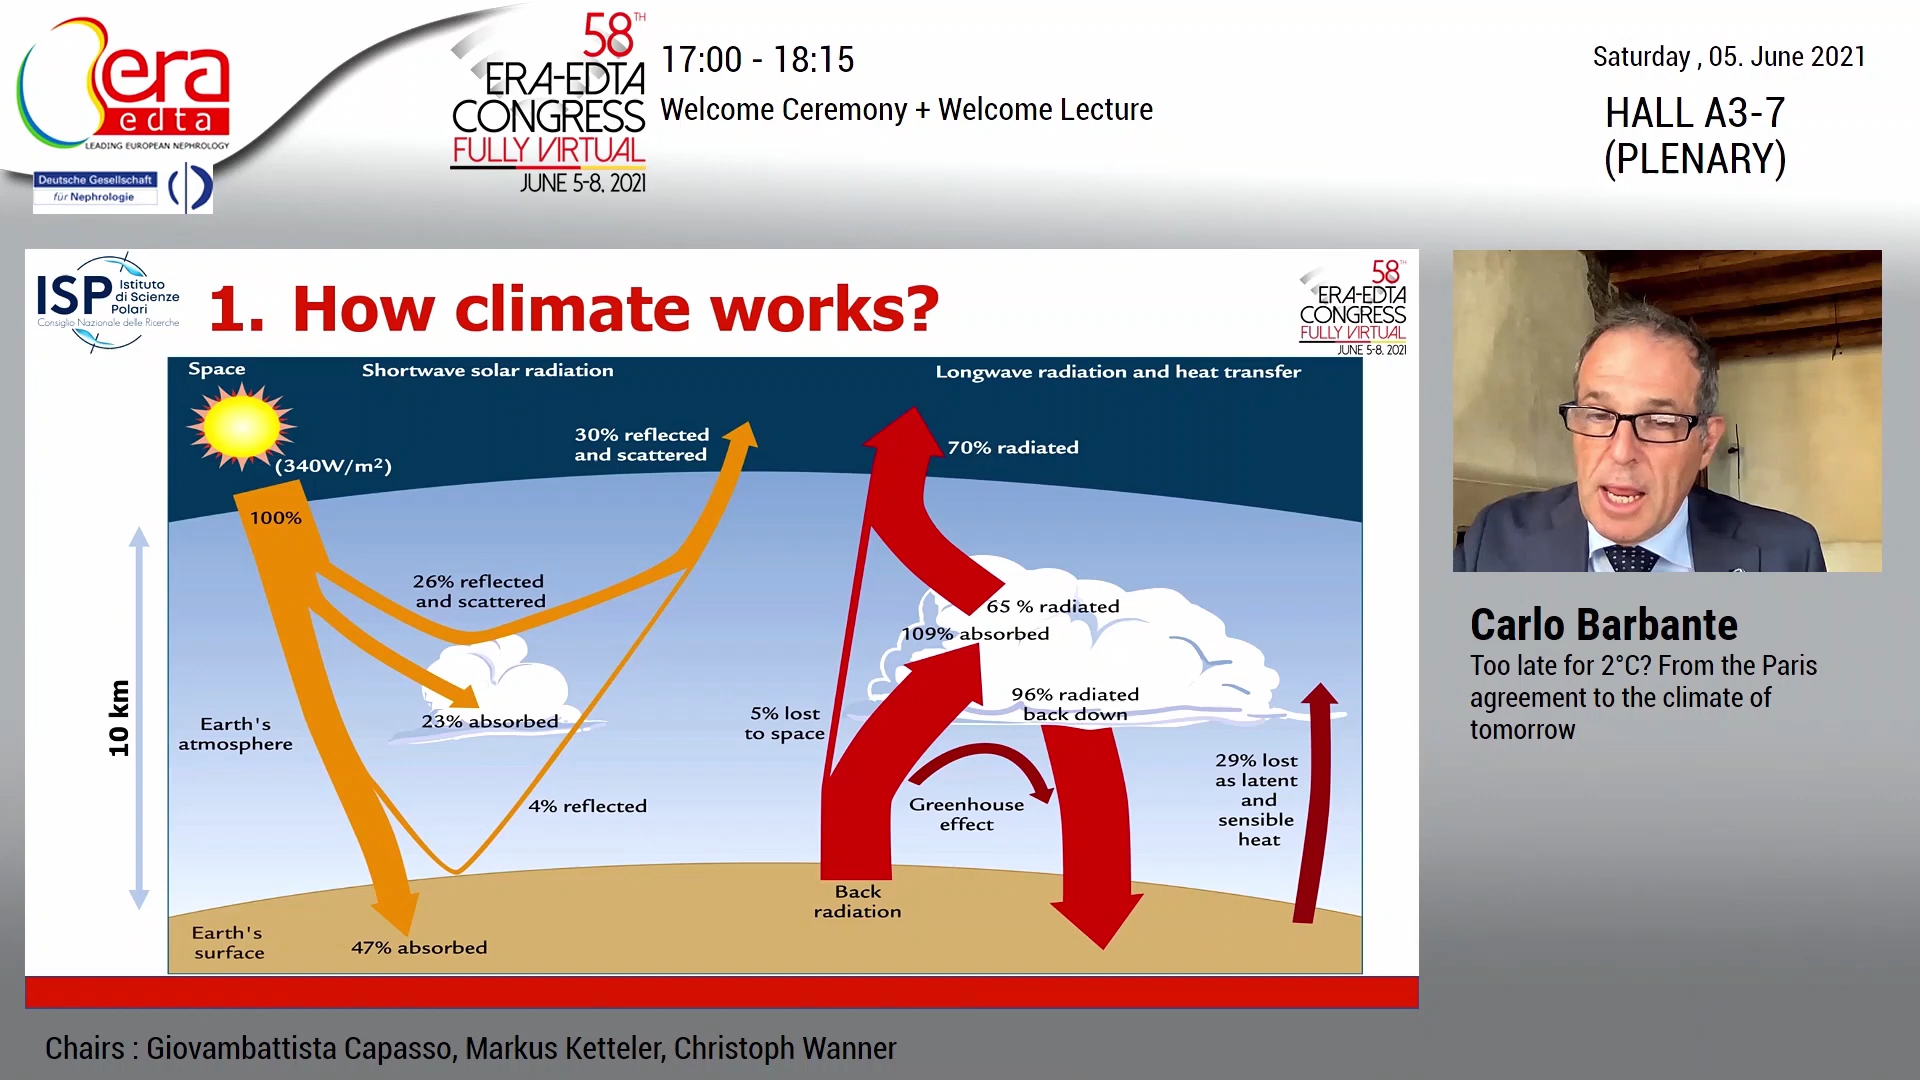 era
edta
LEADING EUROPEAN NEPHROLOGY
Deutsche Gesellschaft
für Nephrologie
58TH
ERA-EDTA
CONGRESS
FULLY VIRTUAL
JUNE 5-8, 2021
17:00 - 18:15
Welcome Ceremony + Welcome Lecture
Saturday , 05. June 2021
HALL A3-7
(PLENARY)
ISP
Istituto
di Scienze
Polari
Consiglio Nazionale delle Ricerche
1. How climate works?
58TH
ERA-EDTA
CONGRESS
FULLY VIRTUAL
JUNE 5-8, 2021
Space
Shortwave solar radiation
Longwave radiation and heat transfer
(340W/m²)
100%
30% reflected
and scattered
70% radiated
26% reflected
and scattered
65 % radiated
109% absorbed
96% radiated
back down
23% absorbed
5% lost
to space
Earth's
atmosphere
10 km
4% reflected
Greenhouse
effect
29% lost
as latent
and
sensible
heat
Back
radiation
Earth's
surface
47% absorbed
Carlo Barbante
Too late for 2°C? From the Paris
agreement to the climate of
tomorrow
Chairs : Giovambattista Capasso, Markus Ketteler, Christoph Wanner